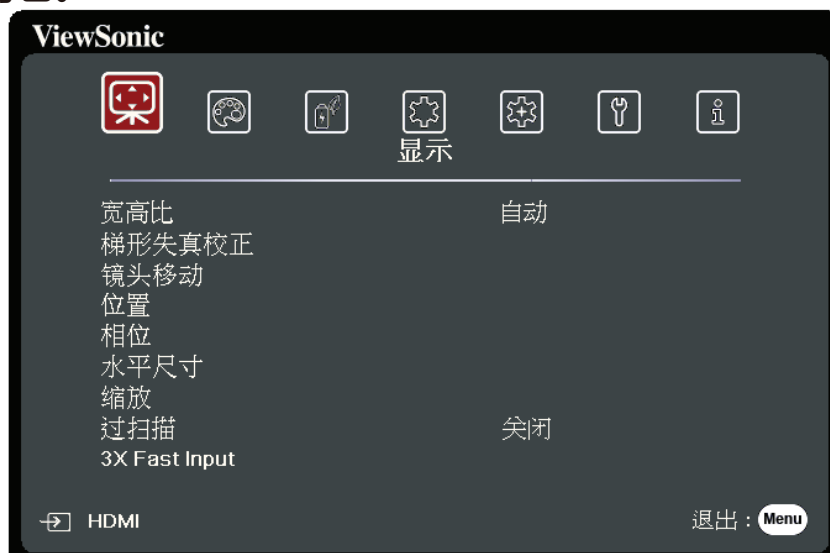 ViewSonic
显示
宽高比 自动
梯形失真校正
镜头移动
位置
相位
水平尺寸
缩放
过扫描 关闭
3X Fast Input
HDMI 退出：Menu